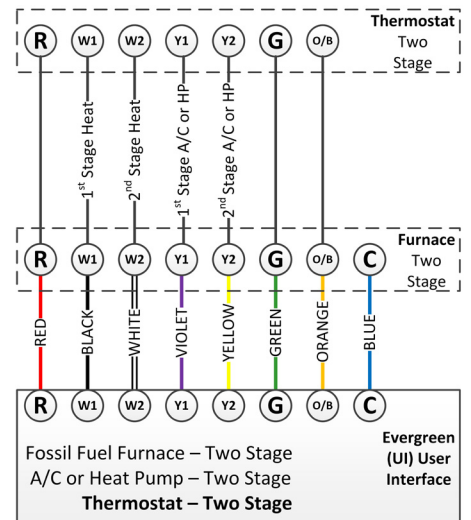 Thermostat
R W1 W2 Y1 Y2 G O/B Two
Stage
1st Stage Heat
2nd Stage Heat
1st Stage A/C or HP
2nd Stage A/C or HP
Furnace
R W1 W2 Y1 Y2 G O/B C Two
Stage
RED
BLACK
WHITE
VIOLET
YELLOW
GREEN
ORANGE
BLUE
R W1 W2 Y1 Y2 G O/B C
Fossil Fuel Furnace – Two Stage
A/C or Heat Pump – Two Stage
Thermostat – Two Stage
Evergreen
(UI) User
Interface